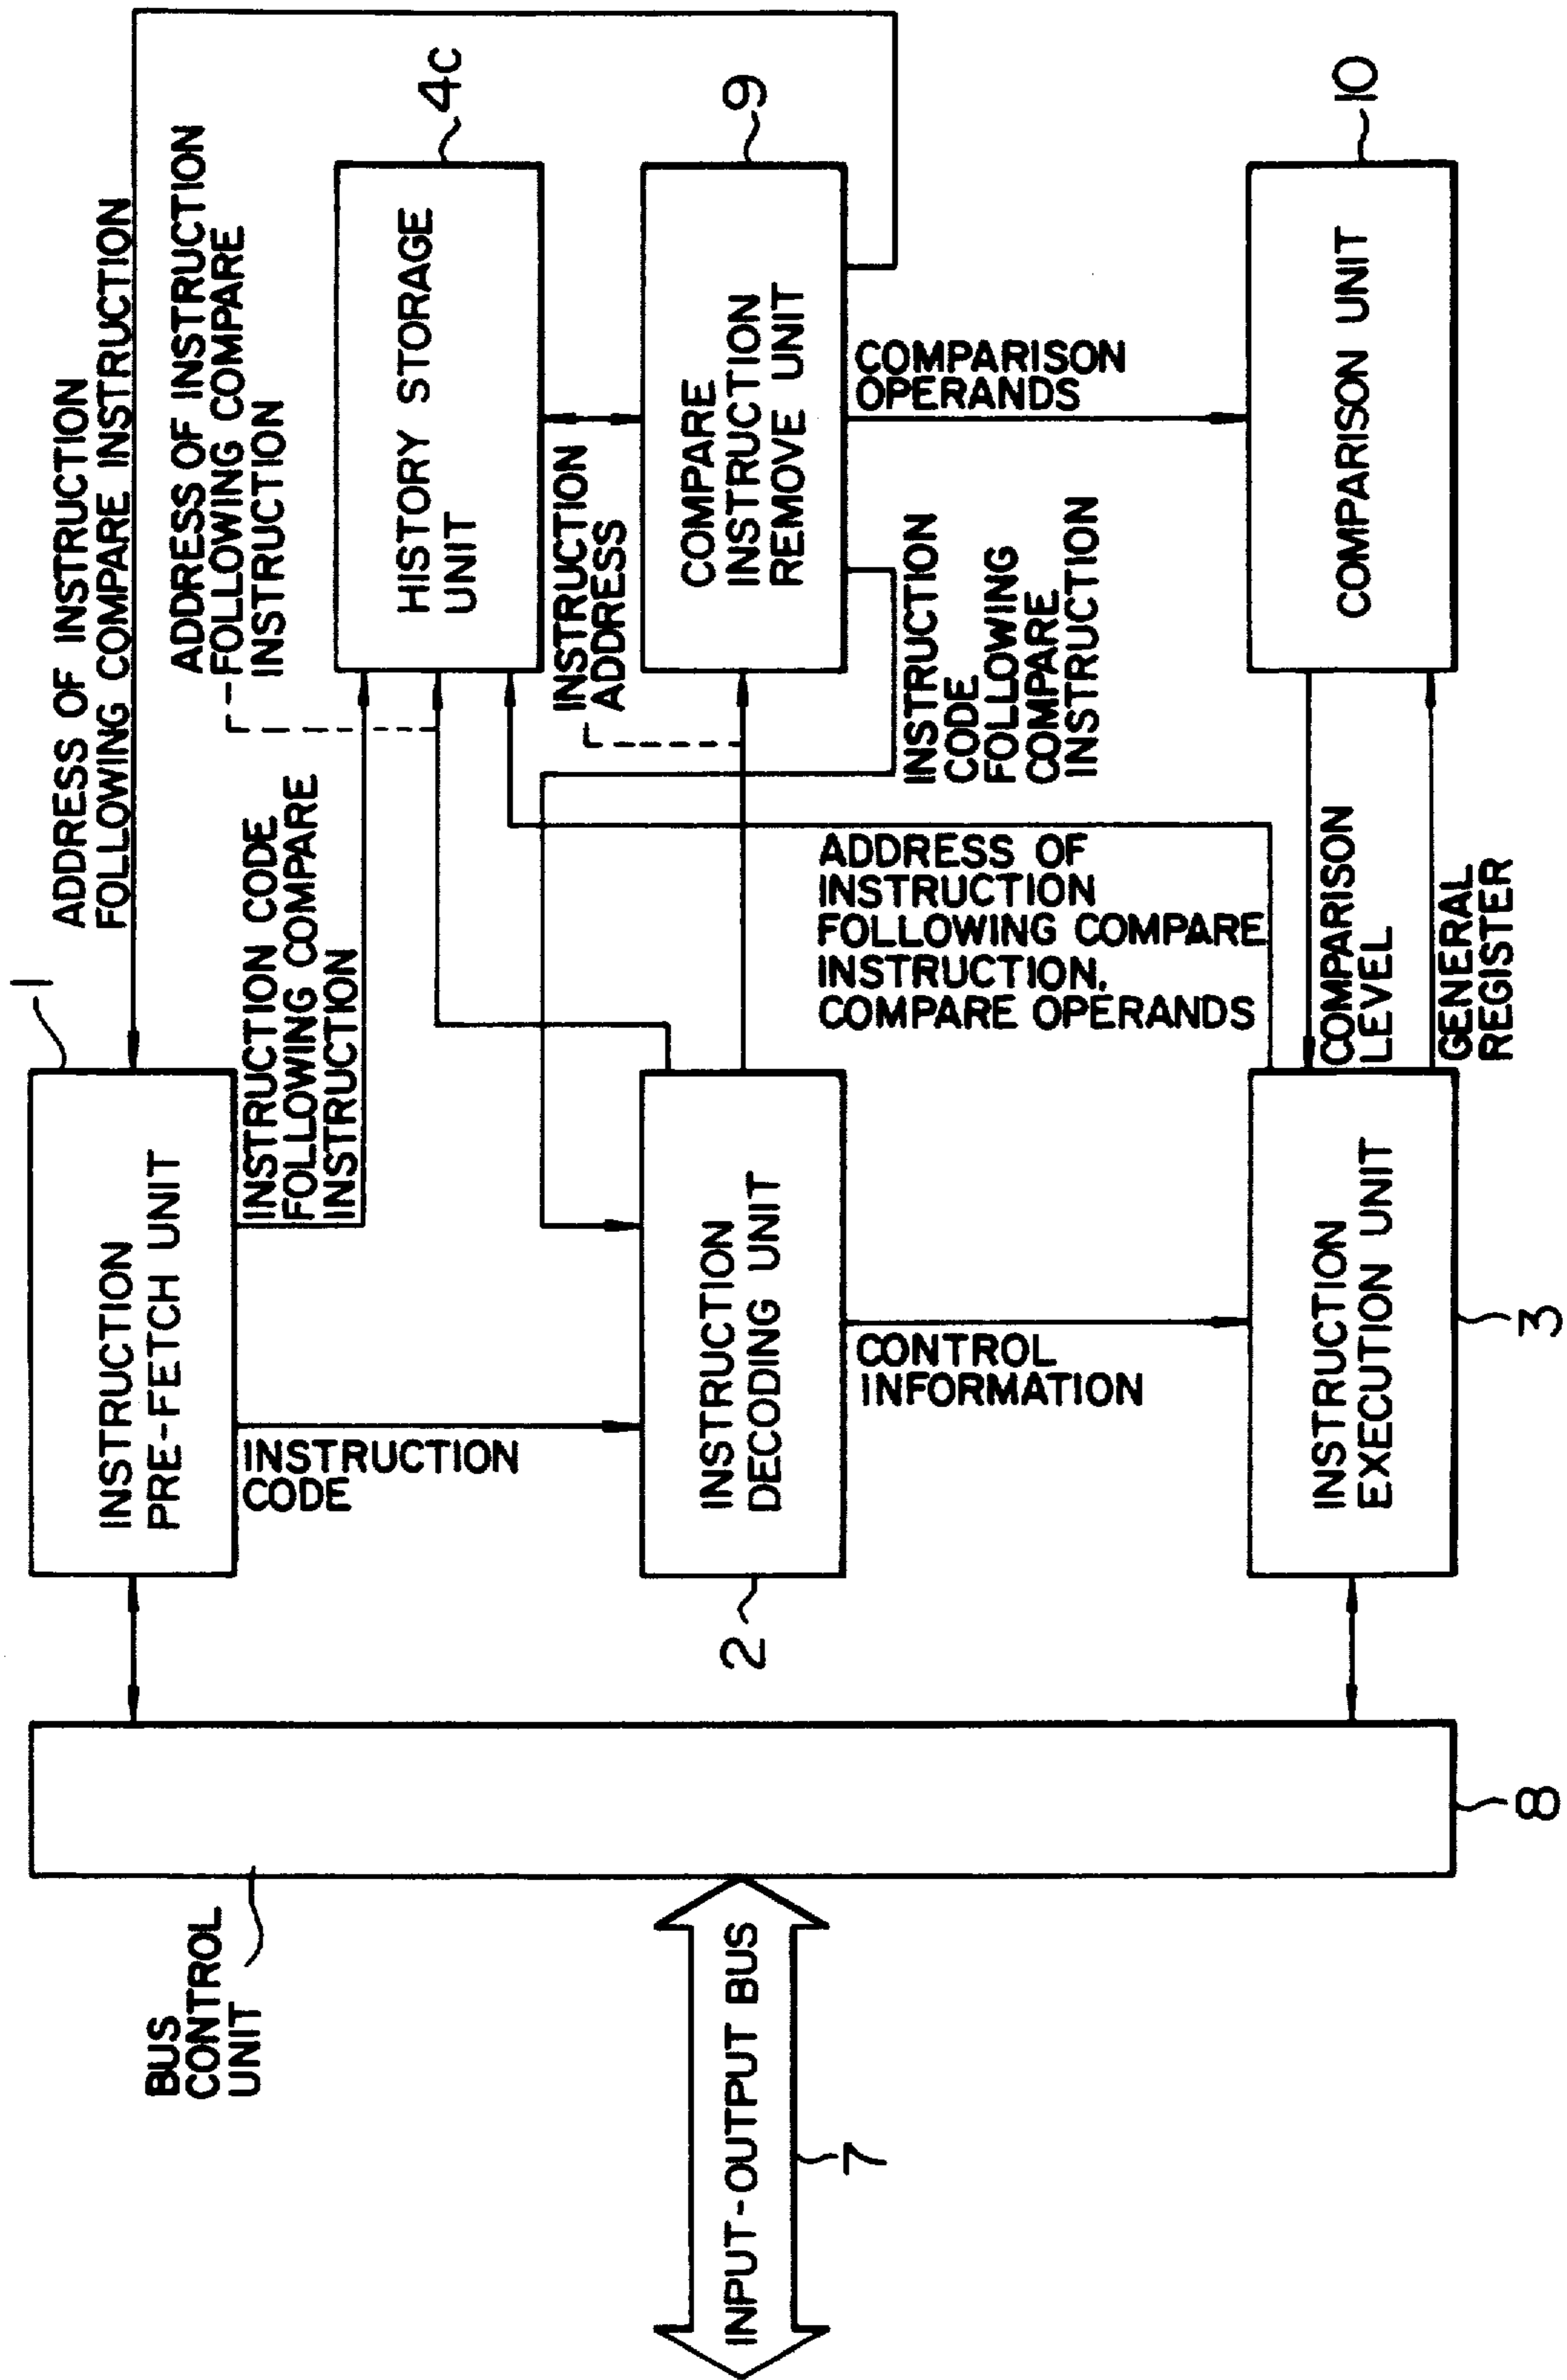 ADDRESS OF INSTRUCTION
FOLLOWING COMPARE INSTRUCTION
1
INSTRUCTION
PRE-FETCH UNIT
INSTRUCTION CODE
FOLLOWING COMPARE
INSTRUCTION
ADDRESS OF INSTRUCTION
FOLLOWING COMPARE
INSTRUCTION
4c
HISTORY STORAGE
UNIT
BUS
CONTROL
UNIT
INSTRUCTION
CODE
INSTRUCTION
ADDRESS
9
COMPARE
INSTRUCTION
REMOVE UNIT
INPUT-OUTPUT BUS
7
2
INSTRUCTION
DECODING UNIT
CONTROL
INFORMATION
ADDRESS OF
INSTRUCTION
FOLLOWING COMPARE
INSTRUCTION.
COMPARE OPERANDS
INSTRUCTION
CODE
FOLLOWING
COMPARE
INSTRUCTION
COMPARISON
OPERANDS
8
INSTRUCTION
EXECUTION UNIT
3
COMPARISON
LEVEL
GENERAL
REGISTER
COMPARISON UNIT
10